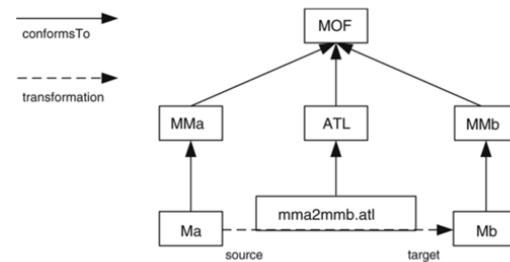 conformsTo
transformation
MOF
MMa
ATL
MMb
mma2mmb.atl
Ma
Mb
source
target